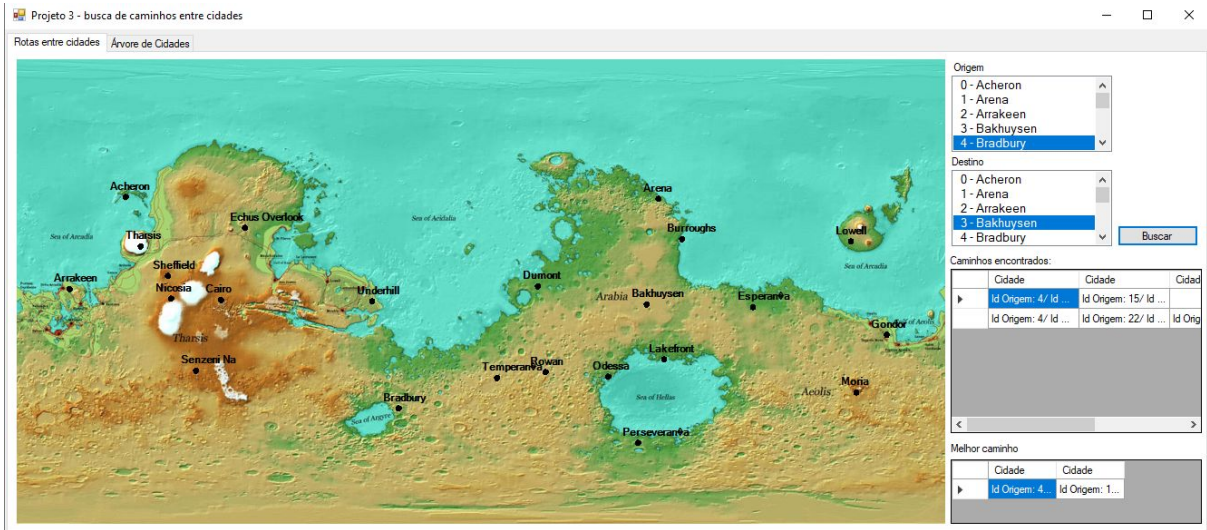 Projeto 3 - busca de caminhos entre cidades
Rotas entre cidades
Árvore de Cidades
Acheron
Tharsis
Sea of Arcadia
Echus Overlook
Sheffield
Arrakeen
Nicosia
Cairo
Underhill
Tharsis
Senzeni Na
Bradbury
Sea of Argyre
Sea of Acidalia
Arena
Burroughs
Dumont
Arabia
Bakhuysen
Esperan�a
Lowell
Sea of Arcadia
Gondor
Temperan�a
Rowan
Odessa
Lakefront
Sea of Hellas
Perseveran�a
Aeolis
Moria
Origem
0 - Acheron
1 - Arena
2 - Arrakeen
3 - Bakhuysen
4 - Bradbury
Destino
0 - Acheron
1 - Arena
2 - Arrakeen
3 - Bakhuysen
4 - Bradbury
Buscar
Caminhos encontrados:
Cidade Cidade Cidad
Id Origem: 4/ Id ... Id Origem: 15/ Id ...
Id Origem: 4/ Id ... Id Origem: 22/ Id ... Id Orig
Melhor caminho
Cidade Cidade
Id Origem: 4... Id Origem: 1...